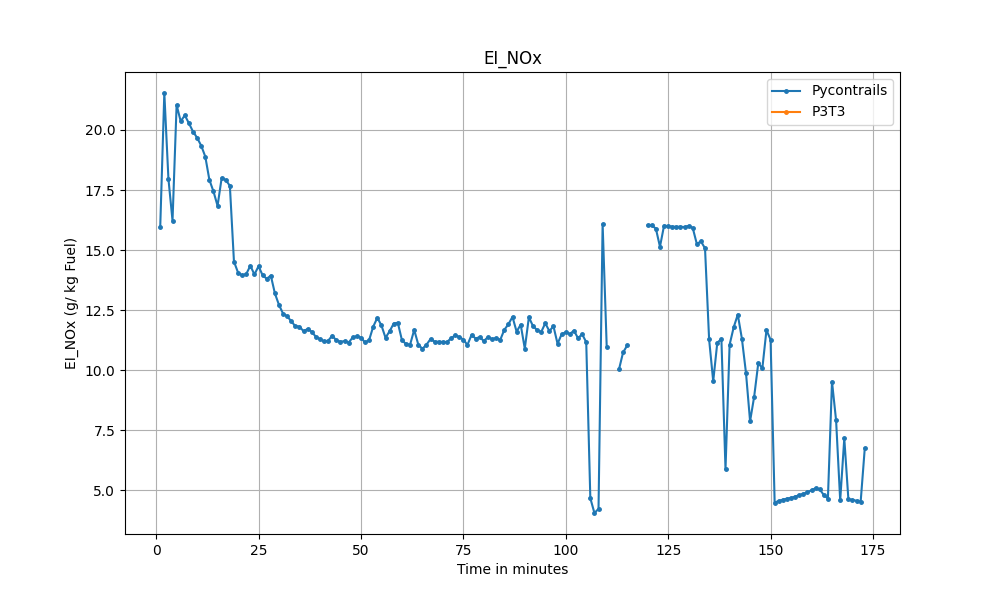 EI_NOx
Pycontrails
P3T3
EI_NOx (g/ kg Fuel)
20.0
17.5
15.0
12.5
10.0
7.5
5.0
0 25 50 75 100 125 150 175
Time in minutes